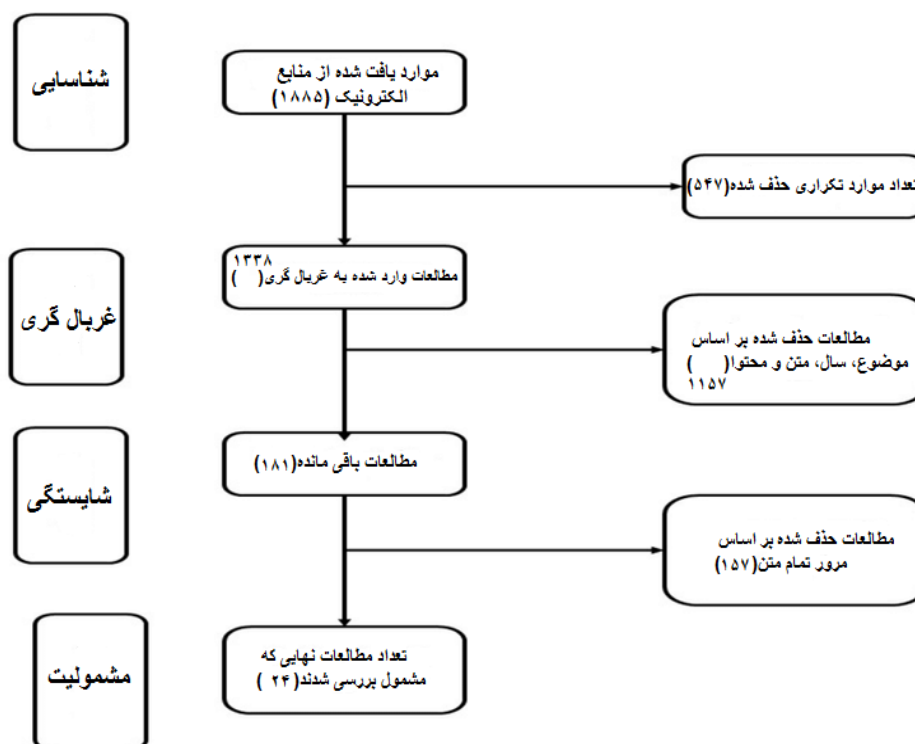 شناسایی
موارد یافت شده از منابع
الکترونیک (۱۸۸۵)
تعداد موارد تکراری حذف شده(۵۴۷)
غربال گری
۱۳۳۸
مطالعات وارد شده به غربال گری( )
مطالعات حذف شده بر اساس
موضوع، سال، متن و محتوا( )
۱۱۵۷
شایستگی
مطالعات باقی مانده(۱۸۱)
مطالعات حذف شده بر اساس
مرور تمام متن(۱۵۷)
مشمولیت
تعداد مطالعات نهایی که
مشمول بررسی شدند( ۲۴)